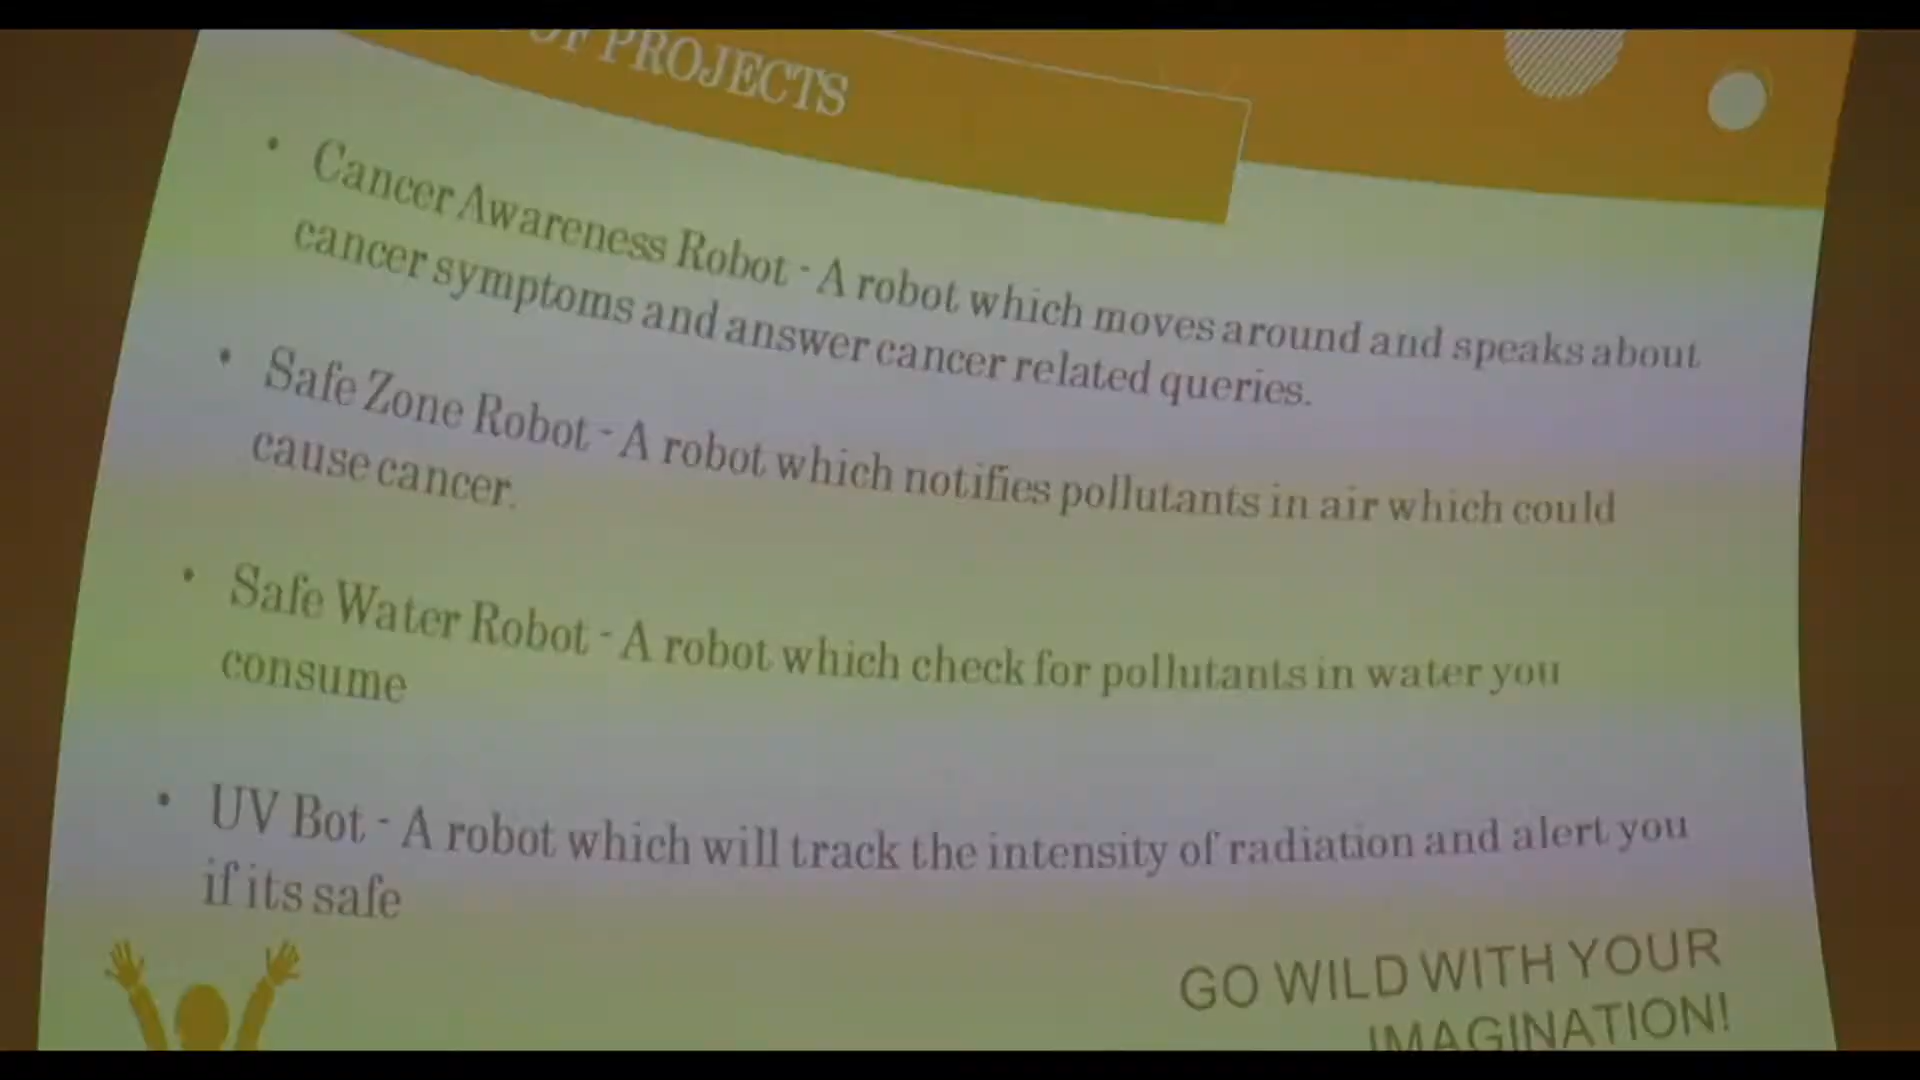 OF PROJECTS
• Cancer Awareness Robot - A robot which moves around and speaks about
cancer symptoms and answer cancer related queries.
• Safe Zone Robot - A robot which notifies pollutants in air which could
cause cancer.
• Safe Water Robot - A robot which check for pollutants in water you
consume
• UV Bot - A robot which will track the intensity of radiation and alert you
if its safe
GO WILD WITH YOUR
IMAGINATION!